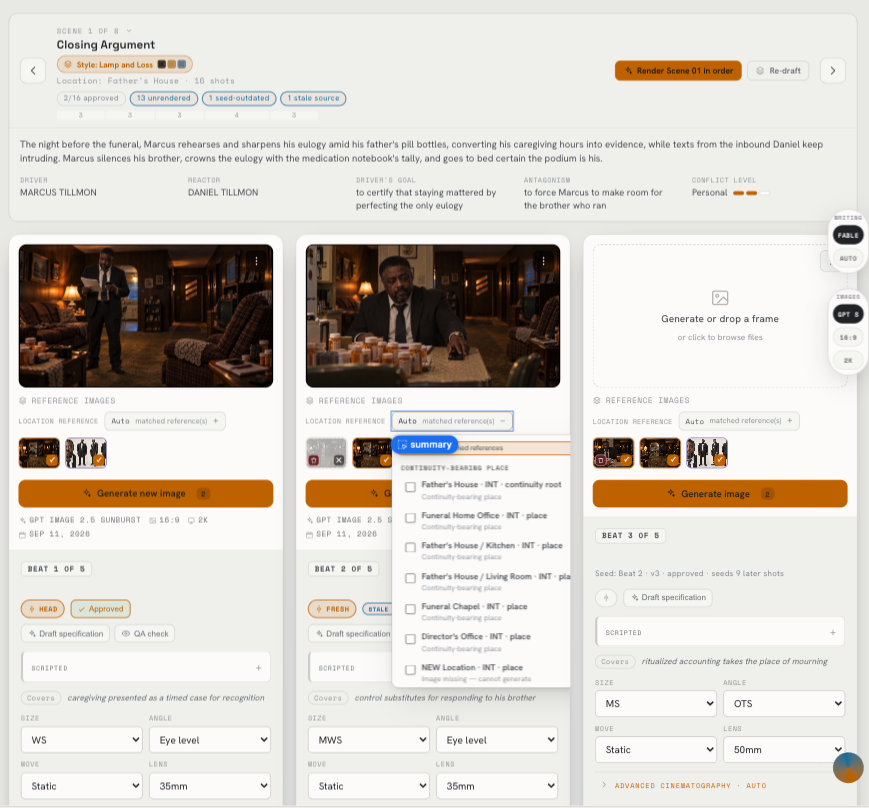 SCENE 1 OF 8
Closing Argument
Style: Lamp and Loss
Location: Father's House · 16 shots
2/16 approved 13 unrendered 1 seed-outdated 1 stale source
3 3 3 4 3
Render Scene 01 in order
Re-draft
The night before the funeral, Marcus rehearses and sharpens his eulogy amid his father's pill bottles, converting his caregiving hours into evidence, while texts from the inbound Daniel keep
intruding. Marcus silences his brother, crowns the eulogy with the medication notebook's tally, and goes to bed certain the podium is his.
DRIVER
MARCUS TILLMON
REACTOR
DANIEL TILLMON
DRIVER'S GOAL
to certify that staying mattered by
perfecting the only eulogy
ANTAGONISM
to force Marcus to make room for
the brother who ran
CONFLICT LEVEL
Personal
WRITING
FABLE
AUTO
IMAGES
GPT S
16:9
2K
REFERENCE IMAGES
LOCATION REFERENCE Auto matched reference(s) +
Generate new image 2
GPT IMAGE 2.5 SUNBURST 16:9 2K
SEP 11, 2026
BEAT 1 OF 5
HEAD Approved
Draft specification QA check
SCRIPTED +
Covers caregiving presented as a timed case for recognition
SIZE ANGLE
WS Eye level
MOVE LENS
Static 35mm
REFERENCE IMAGES
LOCATION REFERENCE Auto matched reference(s) −
summary
references
CONTINUITY-BEARING PLACE
Father's House · INT · continuity root
Continuity-bearing place
Funeral Home Office · INT · place
Continuity-bearing place
Father's House / Kitchen · INT · place
Continuity-bearing place
Father's House / Living Room · INT · pla
Continuity-bearing place
Funeral Chapel · INT · place
Continuity-bearing place
Director's Office · INT · place
Continuity-bearing place
NEW Location · INT · place
Image missing — cannot generate
GPT IMAGE 2.5 S
SEP 11, 2026
BEAT 2 OF 5
FRESH STALE
Draft specification
SCRIPTED
Covers control substitutes for responding to his brother
SIZE ANGLE
MWS Eye level
MOVE LENS
Static 35mm
Generate or drop a frame
or click to browse files
REFERENCE IMAGES
LOCATION REFERENCE Auto matched reference(s) +
Generate image 2
BEAT 3 OF 5
Seed: Beat 2 · v3 · approved · seeds 9 later shots
Draft specification
SCRIPTED +
Covers ritualized accounting takes the place of mourning
SIZE ANGLE
MS OTS
MOVE LENS
Static 50mm
ADVANCED CINEMATOGRAPHY · AUTO